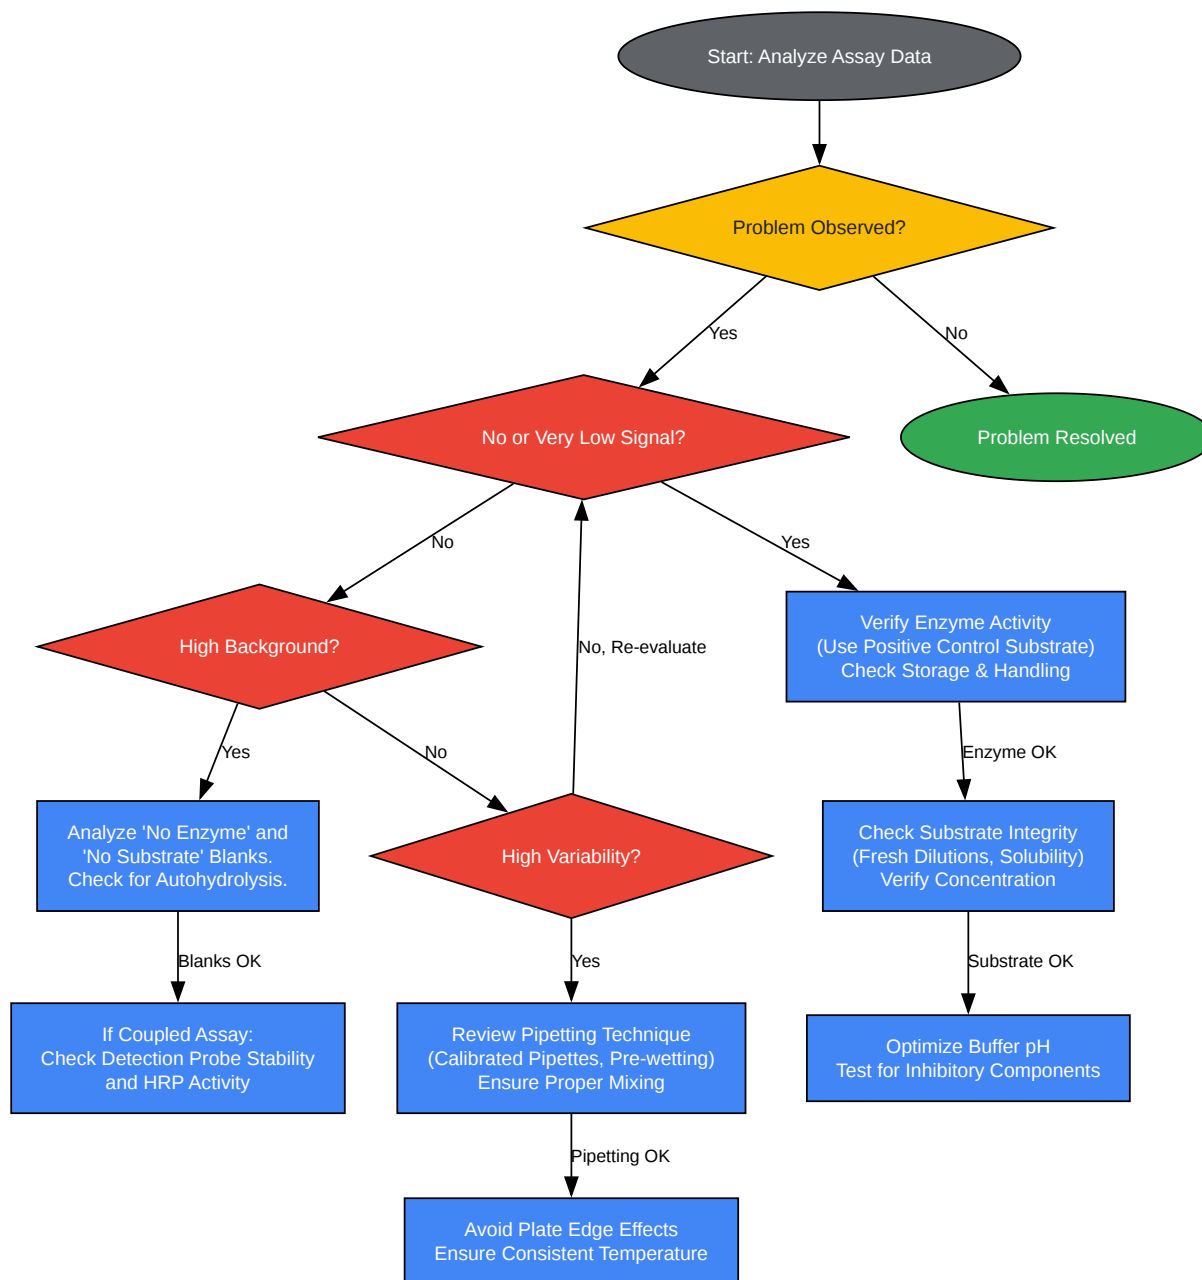 Start: Analyze Assay Data
Problem Observed?
Yes
No
No or Very Low Signal?
Problem Resolved
No
Yes
High Background?
No, Re-evaluate
Verify Enzyme Activity
(Use Positive Control Substrate)
Check Storage & Handling
Yes
No
Enzyme OK
Analyze 'No Enzyme' and
'No Substrate' Blanks.
Check for Autohydrolysis.
High Variability?
Check Substrate Integrity
(Fresh Dilutions, Solubility)
Verify Concentration
Blanks OK
Yes
Substrate OK
If Coupled Assay:
Check Detection Probe Stability
and HRP Activity
Review Pipetting Technique
(Calibrated Pipettes, Pre-wetting)
Ensure Proper Mixing
Optimize Buffer pH
Test for Inhibitory Components
Pipetting OK
Avoid Plate Edge Effects
Ensure Consistent Temperature